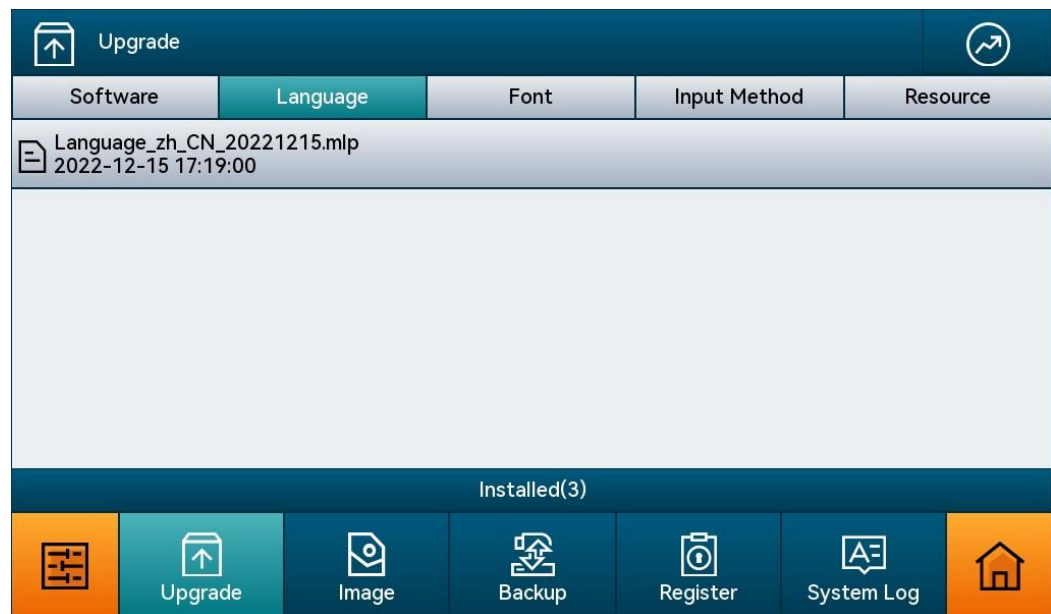 Upgrade
Software Language Font Input Method Resource
Language_zh_CN_20221215.mlp
2022-12-15 17:19:00
Installed(3)
Upgrade Image Backup Register System Log